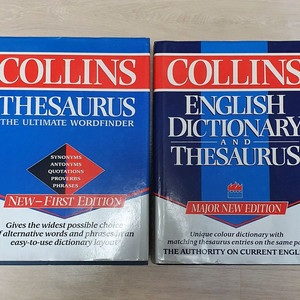 COLLINS
THESAURUS
THE ULTIMATE WORDFINDER
SYNONYMS
ANTONYMS
QUOTATIONS
PROVERBS
PHRASES
NEW–FIRST EDITION
Gives the widest possible choice
of alternative words and phrases in an
easy-to-use dictionary layout
COLLINS
ENGLISH
DICTIONARY
AND
THESAURUS
MAJOR NEW EDITION
Unique colour dictionary with
matching thesaurus entries on the same pa
THE AUTHORITY ON CURRENT ENGL